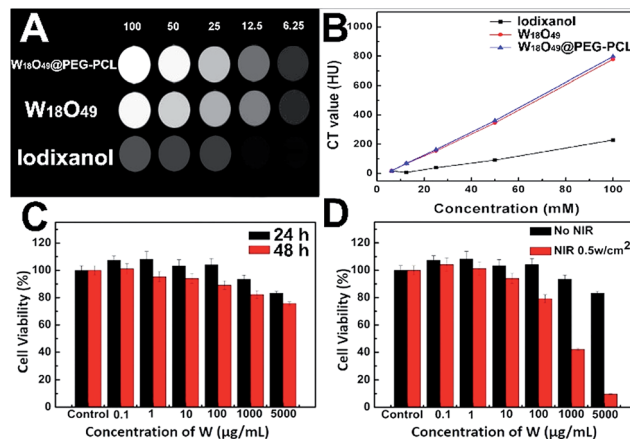 A
100 50 25 12.5 6.25
W18O49@PEG-PCL
W18O49
Iodixanol
B
Iodixanol
W18O49
W18O49@PEG-PCL
CT value (HU)
1000
800
600
400
200
0
20 40 60 80 100
Concentration (mM)
C
24 h
48 h
Cell Viability (%)
120
100
80
60
40
20
0
Control 0.1 1 10 100 1000 5000
Concentration of W (μg/mL)
D
No NIR
NIR 0.5w/cm2
Cell Viability (%)
120
100
80
60
40
20
0
Control 0.1 1 10 100 1000 5000
Concentration of W (μg/mL)